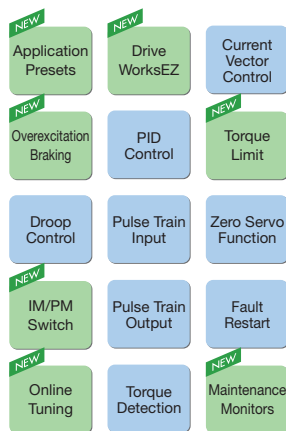 NEW
Application
Presets
NEW
Drive
WorksEZ
Current
Vector
Control
NEW
Overexcitation
Braking
PID
Control
NEW
Torque
Limit
Droop
Control
Pulse Train
Input
Zero Servo
Function
NEW
IM/PM
Switch
Pulse Train
Output
Fault
Restart
NEW
Online
Tuning
Torque
Detection
NEW
Maintenance
Monitors